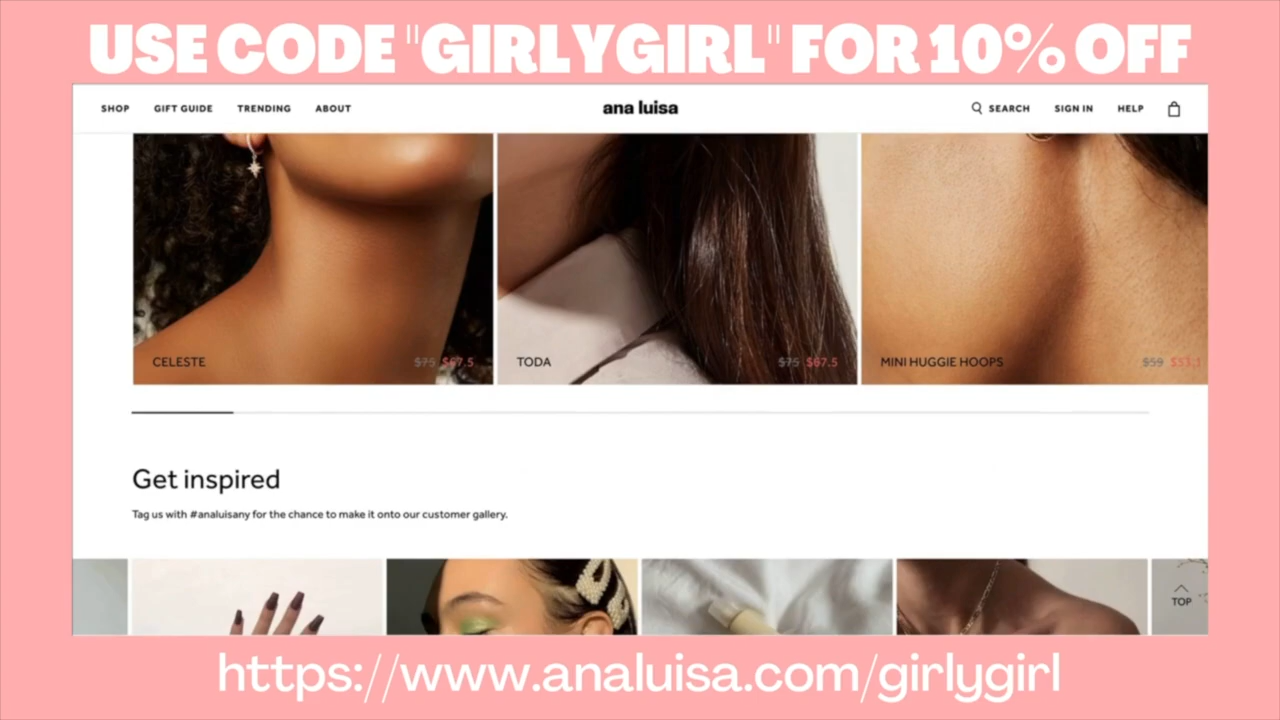 USE CODE "GIRLYGIRL" FOR 10% OFF
SHOP GIFT GUIDE TRENDING ABOUT ana luisa SEARCH SIGN IN HELP
CELESTE $75 $67.5 TODA $75 $67.5 MINI HUGGIE HOOPS $59 $53.1
Get inspired
Tag us with #analuisany for the chance to make it onto our customer gallery.
TOP
https://www.analuisa.com/girlygirl